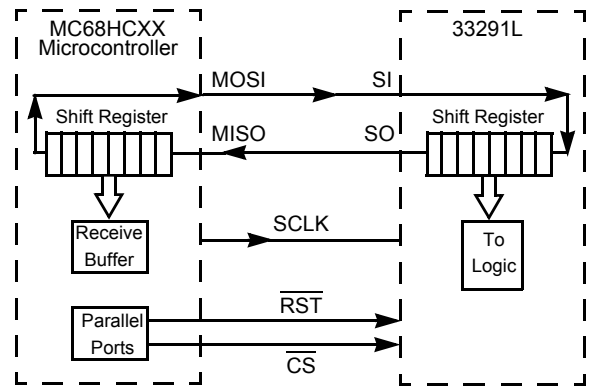 MC68HCXX
Microcontroller
33291L
MOSI
SI
Shift Register
Shift Register
MISO
SO
SCLK
Receive
Buffer
To
Logic
Parallel
Ports
RST
CS